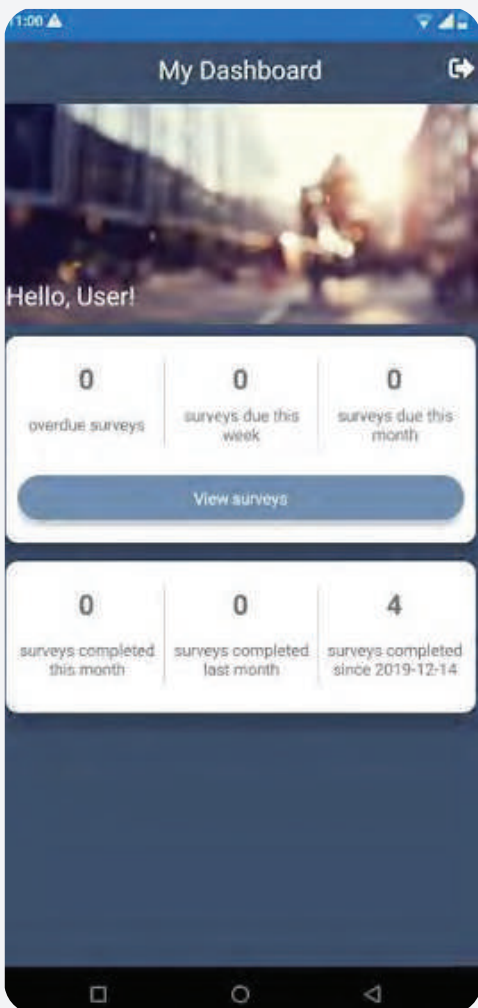 1:00
My Dashboard
Hello, User!
0
overdue surveys
0
surveys due this
week
0
surveys due this
month
View surveys
0
surveys completed
this month
0
surveys completed
last month
4
surveys completed
since 2019-12-14